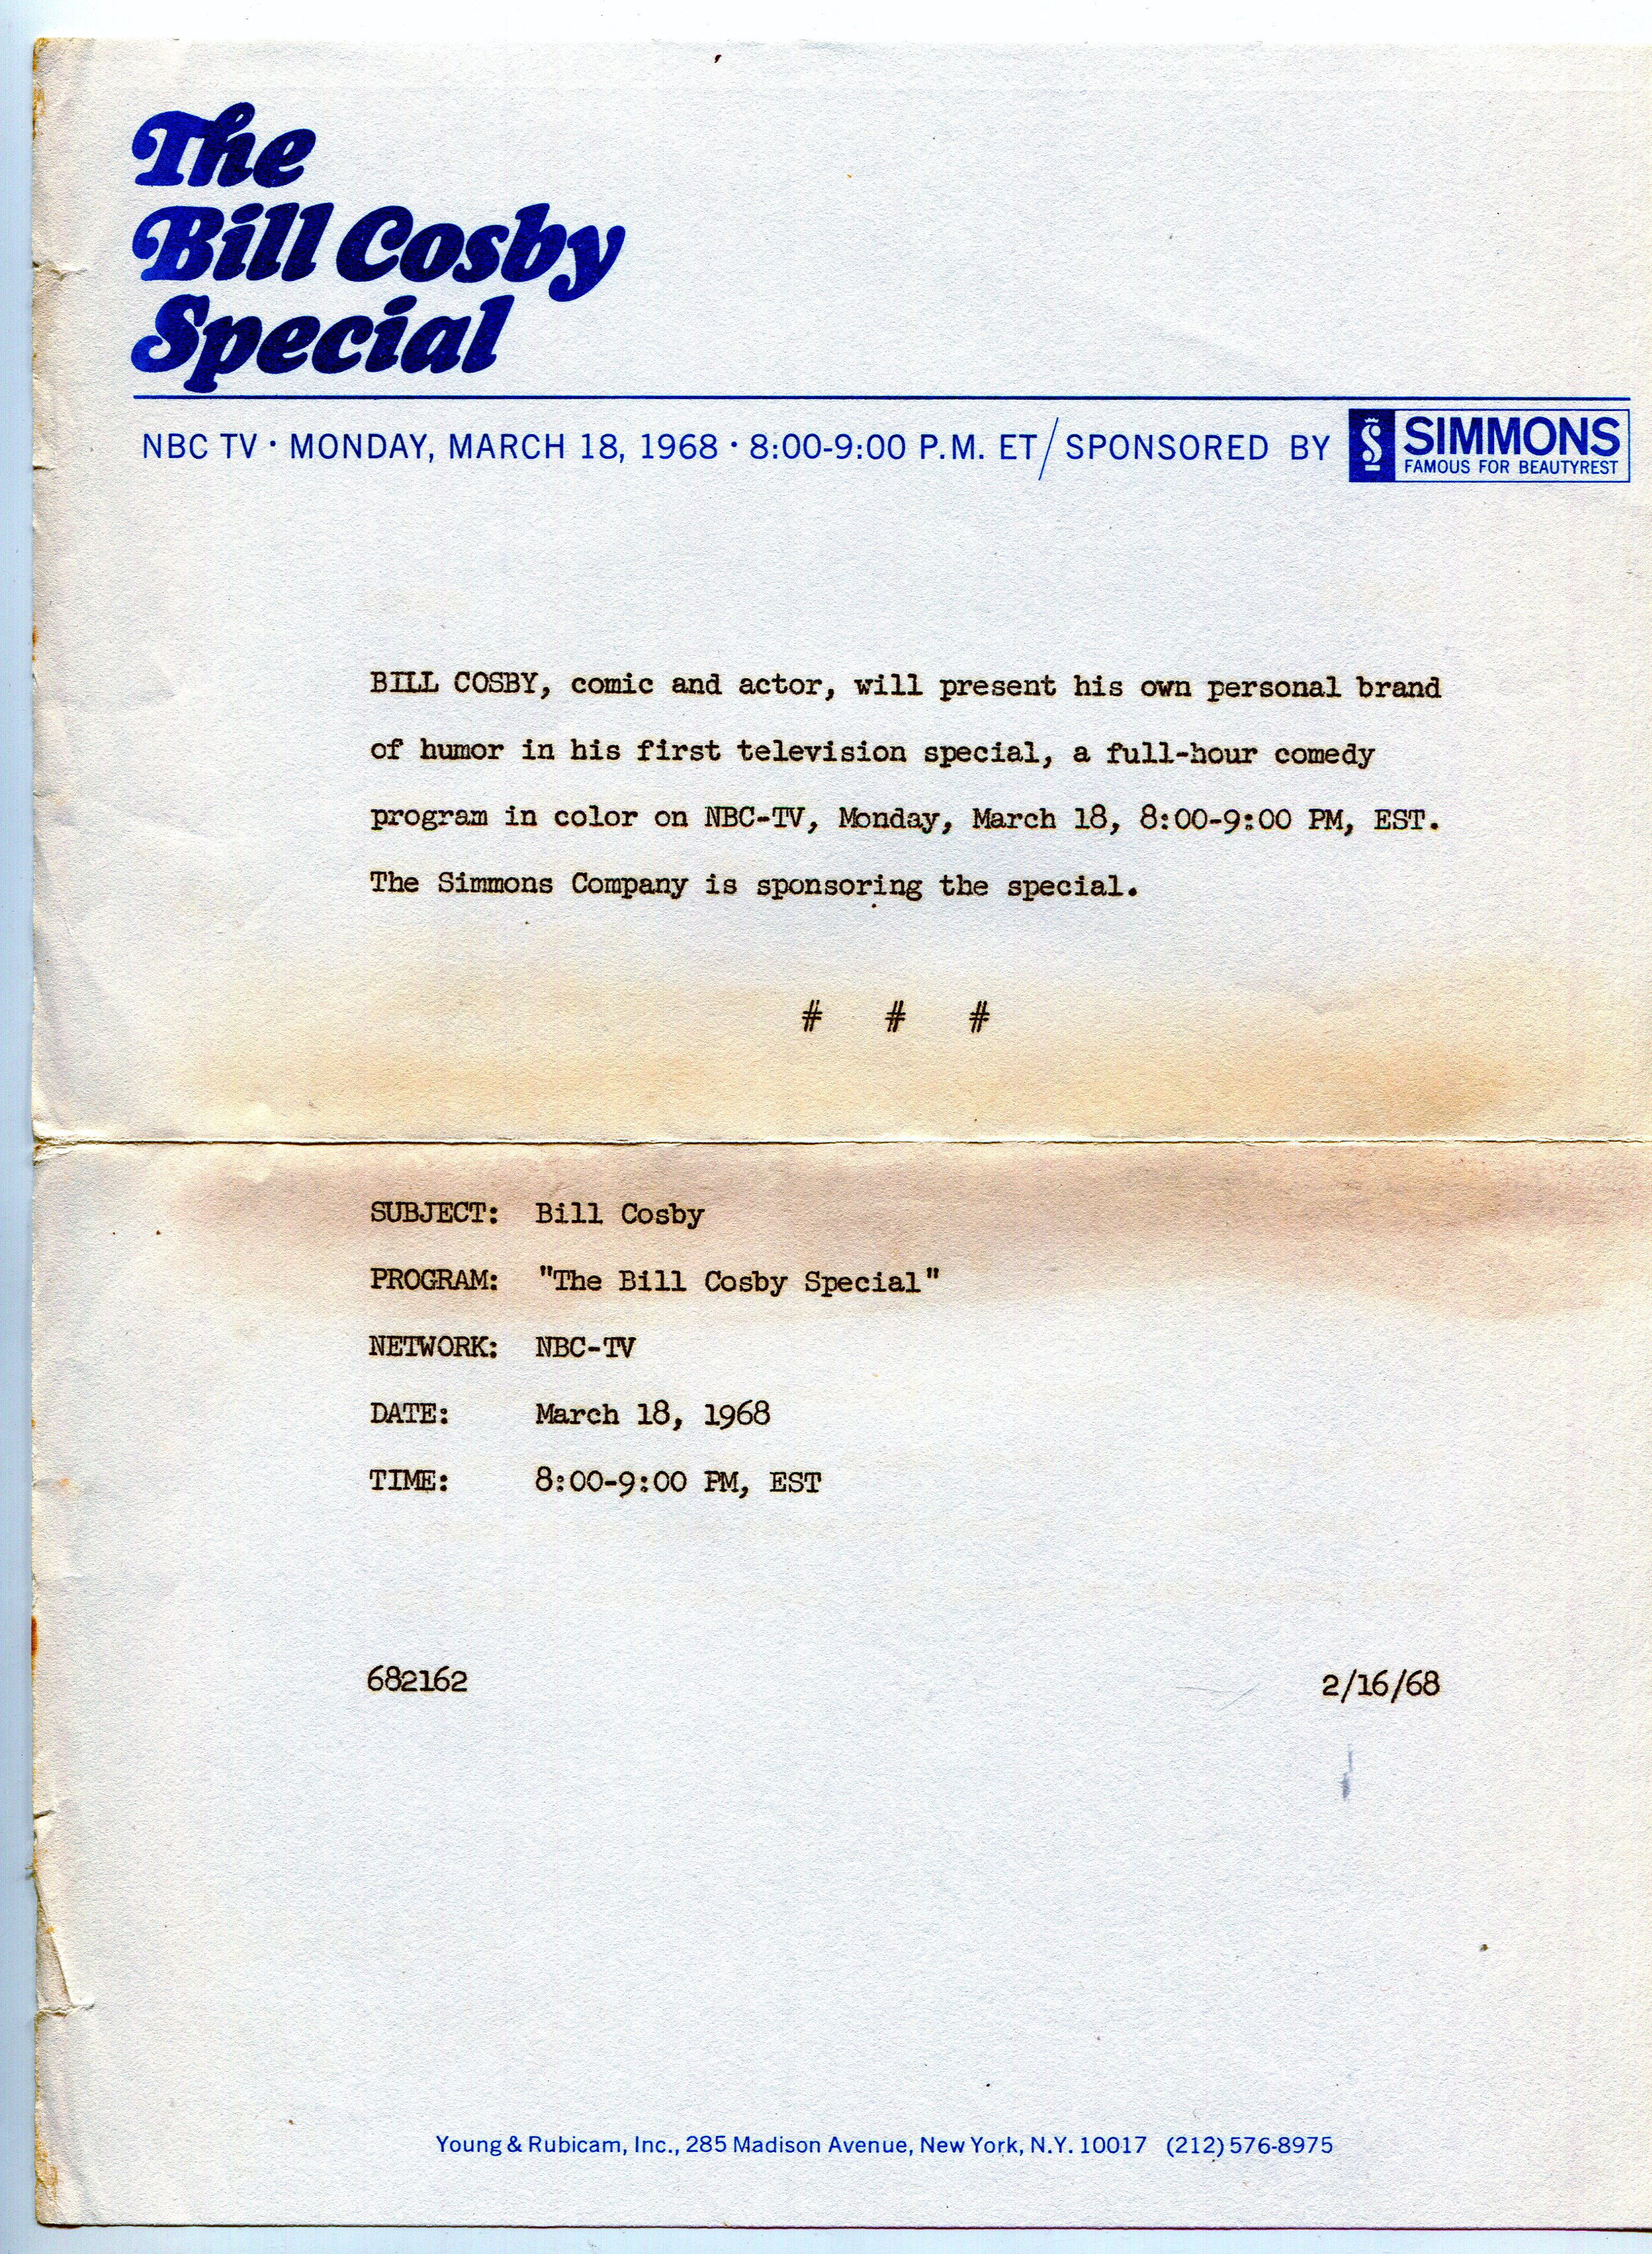 The
Bill Cosby
Special
NBC TV · MONDAY, MARCH 18, 1968 · 8:00-9:00 P.M. ET / SPONSORED BY SIMMONS
FAMOUS FOR BEAUTYREST
BILL COSBY, comic and actor, will present his own personal brand
of humor in his first television special, a full-hour comedy
program in color on NBC-TV, Monday, March 18, 8:00-9:00 PM, EST.
The Simmons Company is sponsoring the special.
# # #
SUBJECT: Bill Cosby
PROGRAM: "The Bill Cosby Special"
NETWORK: NBC-TV
DATE: March 18, 1968
TIME: 8:00-9:00 PM, EST
682162 2/16/68
Young & Rubicam, Inc., 285 Madison Avenue, New York, N.Y. 10017 (212) 576-8975